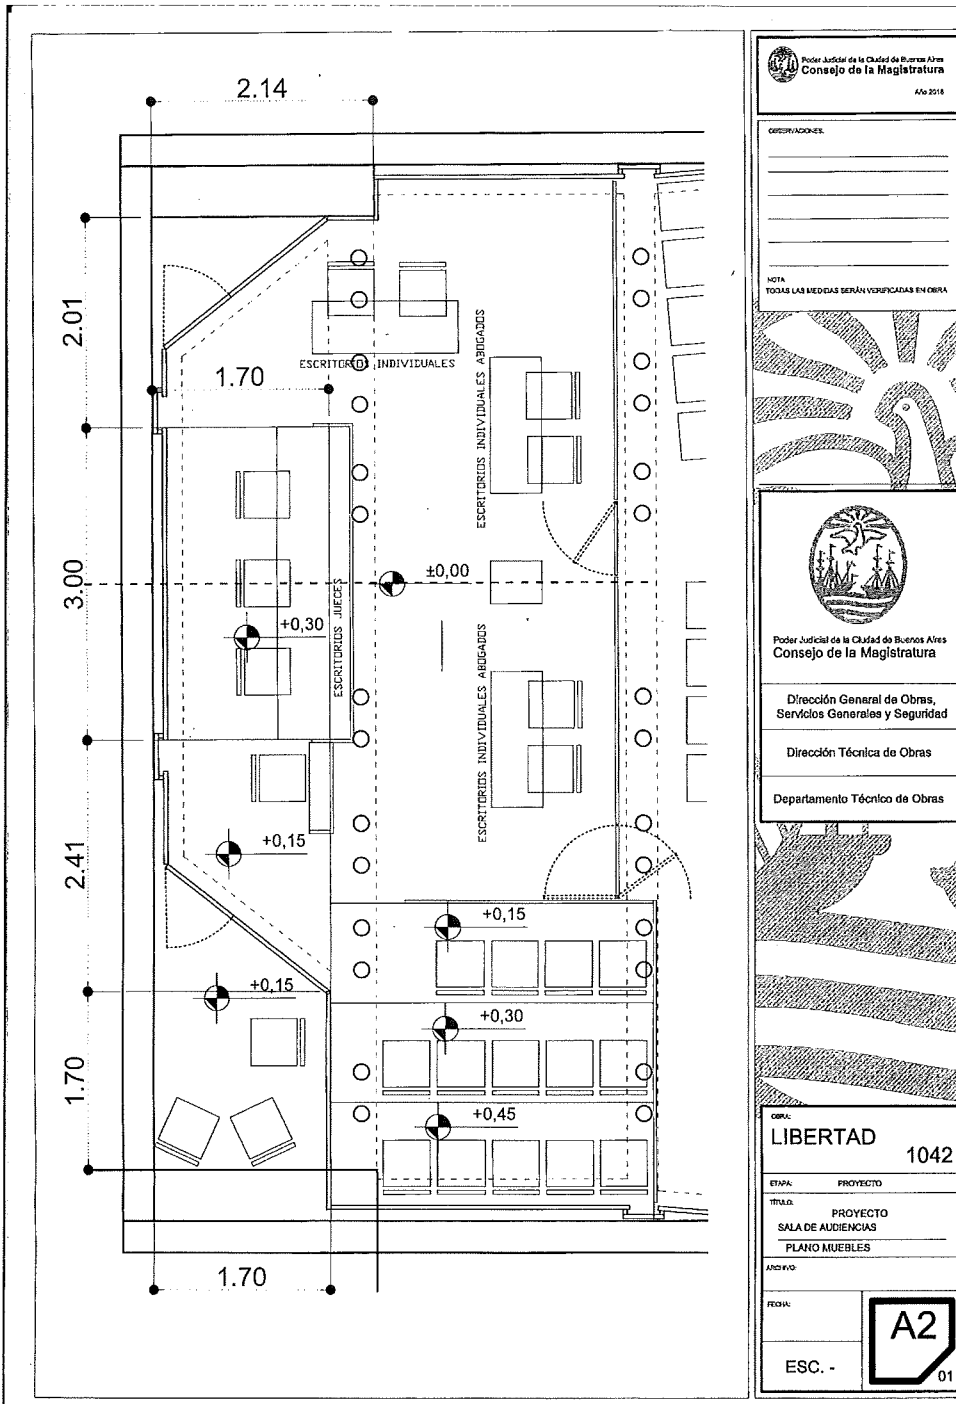 2.14
2.01
1.70
ESCRITORIOS INDIVIDUALES
ESCRITORIOS INDIVIDUALES ABOGADOS
3.00
±0,00
+0,30
ESCRITORIOS JUECES
ESCRITORIOS INDIVIDUALES ABOGADOS
2.41
+0,15
+0,15
+0,15
+0,30
1.70
+0,45
1.70
Poder Judicial de la Ciudad de Buenos Aires
Consejo de la Magistratura
Año 2018
OBSERVACIONES:
NOTA
TODAS LAS MEDIDAS SERÁN VERIFICADAS EN OBRA
Poder Judicial de la Ciudad de Buenos Aires
Consejo de la Magistratura
Dirección General de Obras,
Servicios Generales y Seguridad
Dirección Técnica de Obras
Departamento Técnico de Obras
OBRA:
LIBERTAD
1042
ETAPA: PROYECTO
TÍTULO:
PROYECTO
SALA DE AUDIENCIAS
PLANO MUEBLES
ARCHIVO:
FECHA:
A2
ESC. -
01